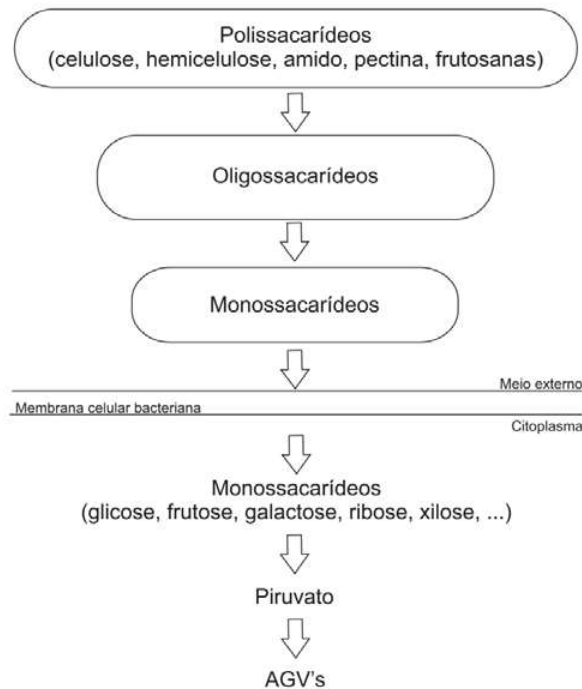 Polissacarídeos
(celulose, hemicelulose, amido, pectina, frutosanas)
Oligossacarídeos
Monossacarídeos
Meio externo
Membrana celular bacteriana
Citoplasma
Monossacarídeos
(glicose, frutose, galactose, ribose, xilose, ...)
Piruvato
AGV's